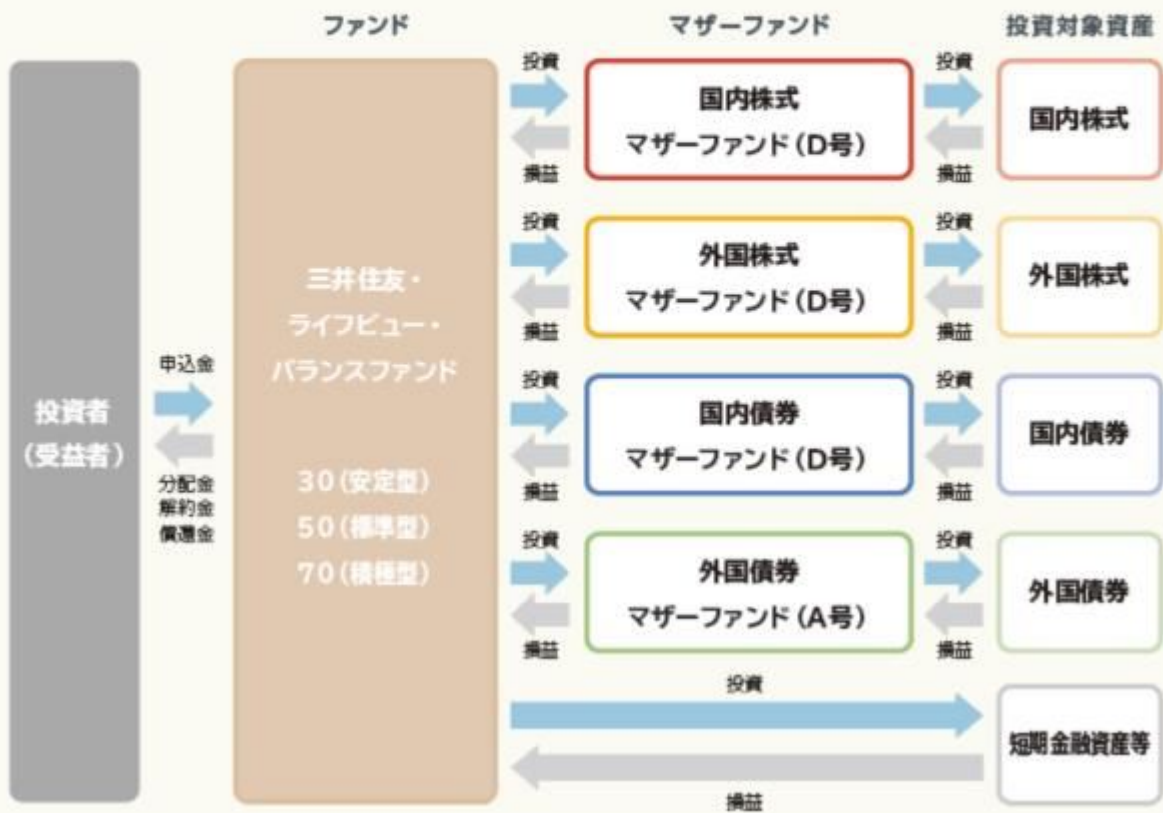 ファンド
マザーファンド
投資対象資産
投資者
(受益者)
申込金
分配金
解約金
償還金
三井住友・
ライフビュー・
バランスファンド
30(安定型)
50(標準型)
70(積極型)
投資
損益
国内株式
マザーファンド(D号)
投資
損益
国内株式
投資
損益
外国株式
マザーファンド(D号)
投資
損益
外国株式
投資
損益
国内債券
マザーファンド(D号)
投資
損益
国内債券
投資
損益
外国債券
マザーファンド(A号)
投資
損益
外国債券
投資
損益
短期金融資産等